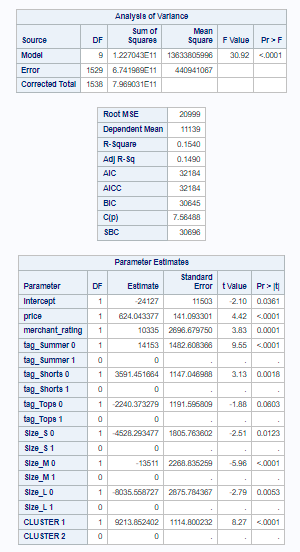 Analysis of Variance
Source DF Sum of Squares Mean Square F Value Pr > F
Model 9 1.227043E11 13633805996 30.92 <.0001
Error 1529 6.741969E11 440941067
Corrected Total 1538 7.969031E11
Root MSE 20999
Dependent Mean 11139
R-Square 0.1540
Adj R-Sq 0.1490
AIC 32184
AICC 32184
BIC 30645
C(p) 7.56488
SBC 30696
Parameter Estimates
Parameter DF Estimate Standard Error t Value Pr > |t|
Intercept 1 -24127 11503 -2.10 0.0361
price 1 624.043377 141.093301 4.42 <.0001
merchant_rating 1 10335 2696.679750 3.83 0.0001
tag_Summer 0 1 14153 1482.608366 9.55 <.0001
tag_Summer 1 0 0 . . .
tag_Shorts 0 1 3591.451664 1147.046988 3.13 0.0018
tag_Shorts 1 0 0 . . .
tag_Tops 0 1 -2240.373279 1191.595809 -1.88 0.0603
tag_Tops 1 0 0 . . .
Size_S 0 1 -4528.293477 1805.763602 -2.51 0.0123
Size_S 1 0 0 . . .
Size_M 0 1 -13511 2268.835259 -5.96 <.0001
Size_M 1 0 0 . . .
Size_L 0 1 -8035.558727 2875.784367 -2.79 0.0053
Size_L 1 0 0 . . .
CLUSTER 1 1 9213.852402 1114.800232 8.27 <.0001
CLUSTER 2 0 0 . . .